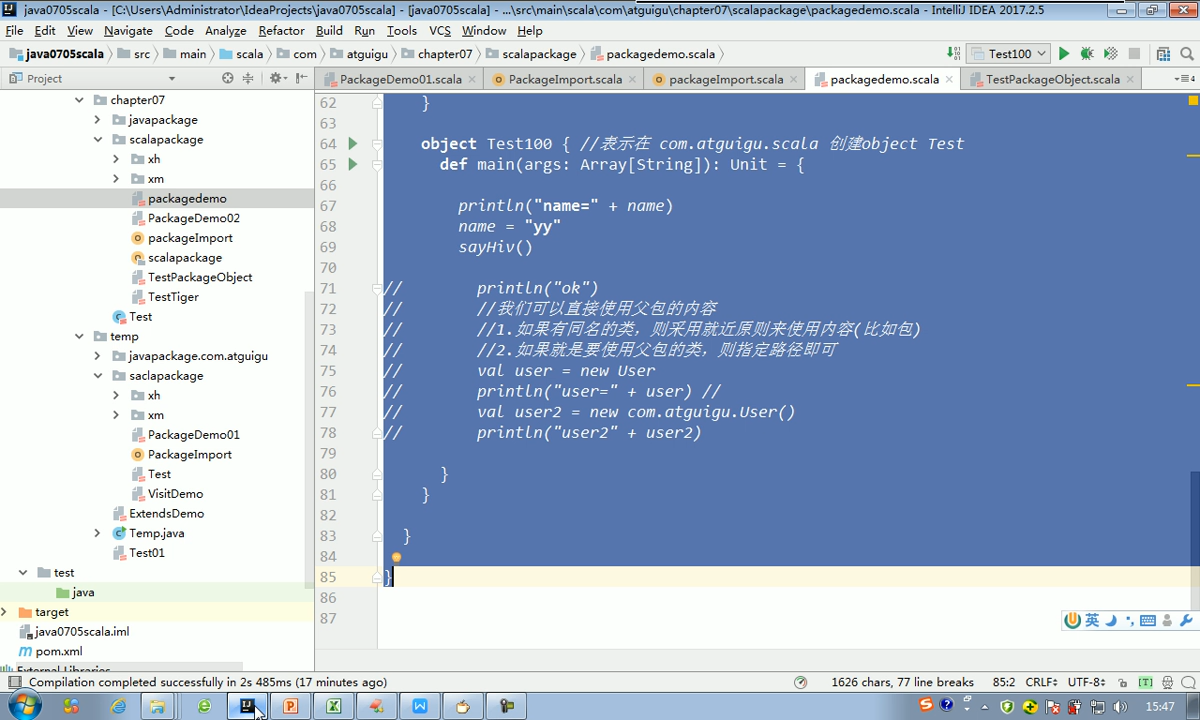 java0705scala - [C:\Users\Administrator\IdeaProjects\java0705scala] - [java0705scala] - ...\src\main\scala\com\atguigu\chapter07\scalapackage\packagedemo.scala - IntelliJ IDEA 2017.2.5
File Edit View Navigate Code Analyze Refactor Build Run Tools VCS Window Help
java0705scala src main scala com atguigu chapter07 scalapackage packagedemo.scala Test100
Project PackageDemo01.scala PackageImport.scala packageImport.scala packagedemo.scala TestPackageObject.scala
chapter07
javapackage
scalapackage
xh
xm
packagedemo
PackageDemo02
packageImport
scalapackage
TestPackageObject
TestTiger
Test
temp
javapackage.com.atguigu
saclapackage
xh
xm
PackageDemo01
PackageImport
Test
VisitDemo
ExtendsDemo
Temp.java
Test01
test
java
target
java0705scala.iml
pom.xml
External Libraries
62 }
63
64 object Test100 { //表示在 com.atguigu.scala 创建object Test
65 def main(args: Array[String]): Unit = {
66
67 println("name=" + name)
68 name = "yy"
69 sayHiv()
70
71 // println("ok")
72 // //我们可以直接使用父包的内容
73 // //1.如果有同名的类，则采用就近原则来使用内容(比如包)
74 // //2.如果就是要使用父包的类，则指定路径即可
75 // val user = new User
76 // println("user=" + user) //
77 // val user2 = new com.atguigu.User()
78 // println("user2" + user2)
79
80 }
81 }
82
83 }
84
85 }
86
87
英
Compilation completed successfully in 2s 485ms (17 minutes ago) 1626 chars, 77 line breaks 85:2 CRLF UTF-8 [T]
15:47